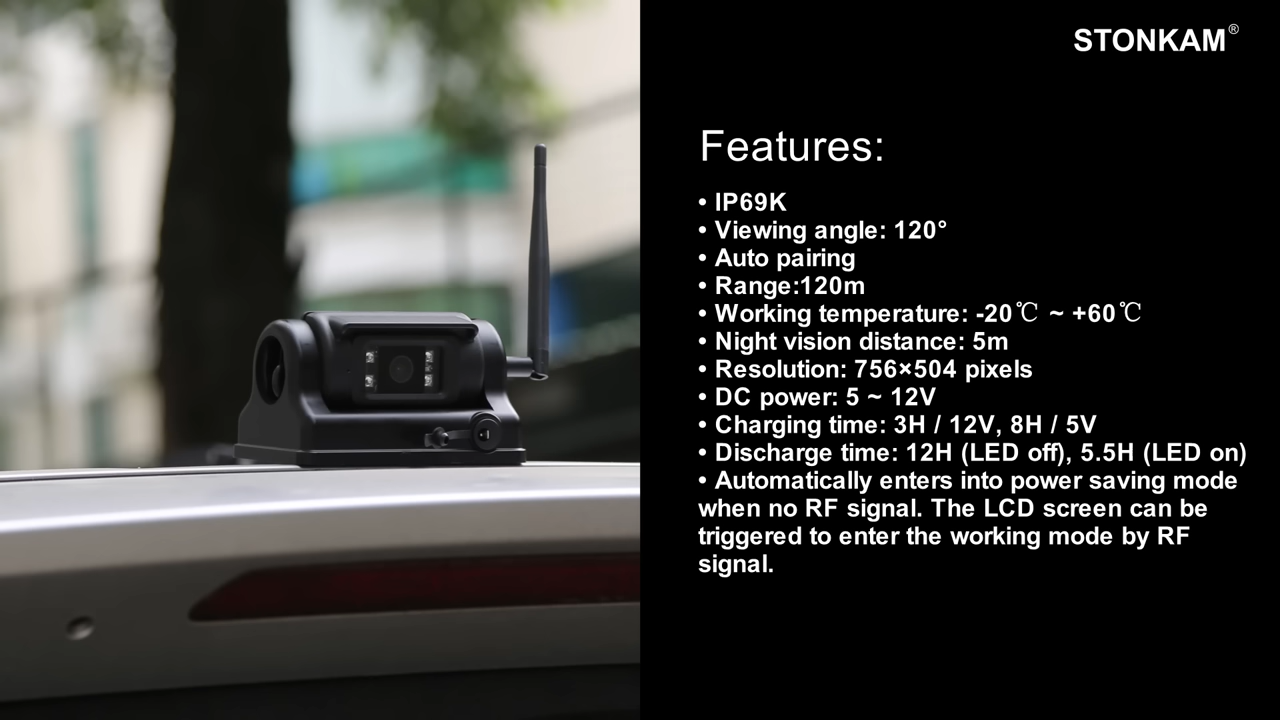 STONKAM®
Features:
• IP69K
• Viewing angle: 120°
• Auto pairing
• Range:120m
• Working temperature: -20℃ ~ +60℃
• Night vision distance: 5m
• Resolution: 756×504 pixels
• DC power: 5 ~ 12V
• Charging time: 3H / 12V, 8H / 5V
• Discharge time: 12H (LED off), 5.5H (LED on)
• Automatically enters into power saving mode
when no RF signal. The LCD screen can be
triggered to enter the working mode by RF
signal.